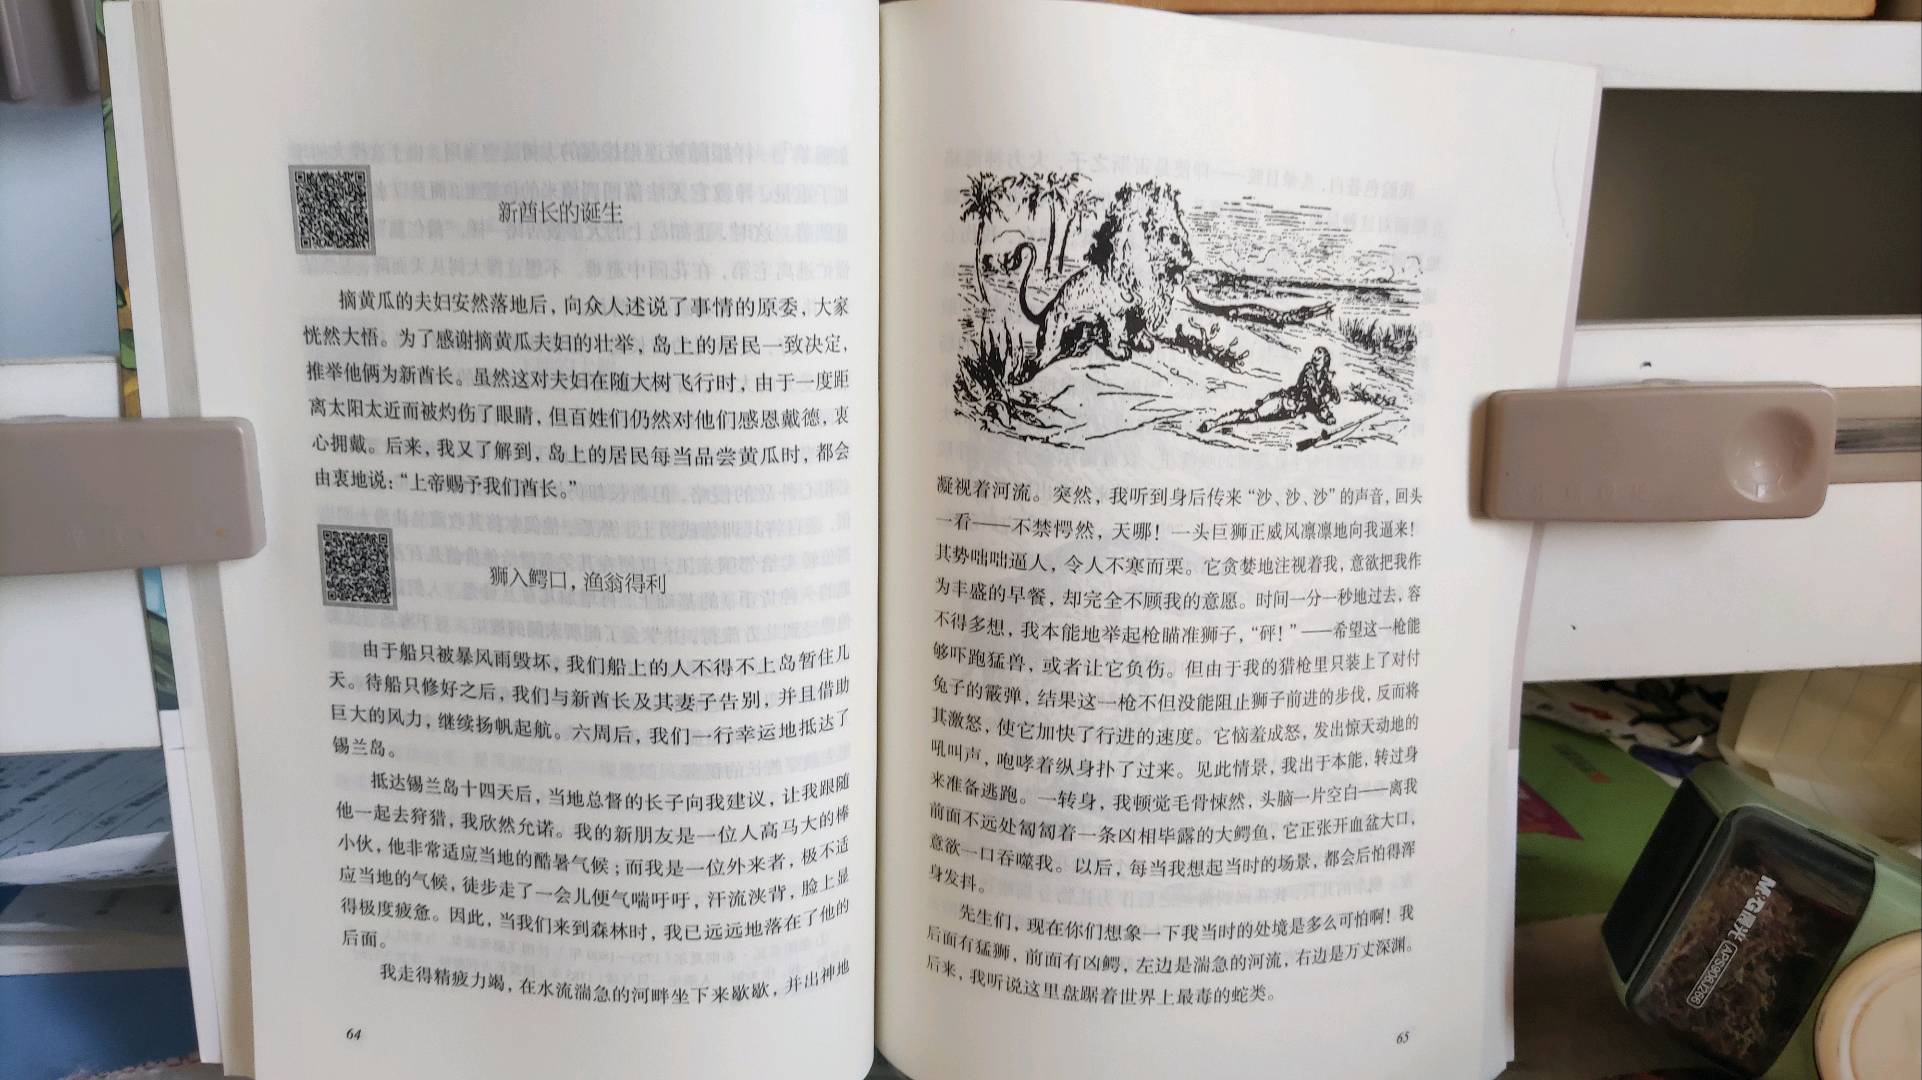 新酋长的诞生
摘黄瓜的夫妇安然落地后，向众人述说了事情的原委，大家
恍然大悟。为了感谢摘黄瓜夫妇的壮举，岛上的居民一致决定，
推举他俩为新酋长。虽然这对夫妇在随大树飞行时，由于一度距
离太阳太近而被灼伤了眼睛，但百姓们仍然对他们感恩戴德，衷
心拥戴。后来，我又了解到，岛上的居民每当品尝黄瓜时，都会
由衷地说：“上帝赐予我们酋长。”
狮入鳄口，渔翁得利
由于船只被暴风雨毁坏，我们船上的人不得不上岛暂住几
天。待船只修好之后，我们与新酋长及其妻子告别，并且借助
巨大的风力，继续扬帆起航。六周后，我们一行幸运地抵达了
锡兰岛。
抵达锡兰岛十四天后，当地总督的长子向我建议，让我跟随
他一起去狩猎，我欣然允诺。我的新朋友是一位人高马大的棒
小伙，他非常适应当地的酷暑气候；而我是一位外来者，极不适
应当地的气候，徒步走了一会儿便气喘吁吁，汗流浃背，脸上显
得极度疲惫。因此，当我们来到森林时，我已远远地落在了他的
后面。
我走得精疲力竭，在水流湍急的河畔坐下来歇歇，并出神地
64
凝视着河流。突然，我听到身后传来“沙、沙、沙”的声音，回头
一看——不禁愕然，天哪！一头巨狮正威风凛凛地向我逼来！
其势咄咄逼人，令人不寒而栗。它贪婪地注视着我，意欲把我作
为丰盛的早餐，却完全不顾我的意愿。时间一分一秒地过去，容
不得多想，我本能地举起枪瞄准狮子，“砰！”——希望这一枪能
够吓跑猛兽，或者让它负伤。但由于我的猎枪里只装上了对付
兔子的霰弹，结果这一枪不但没能阻止狮子前进的步伐，反而将
其激怒，使它加快了行进的速度。它恼羞成怒，发出惊天动地的
吼叫声，咆哮着纵身扑了过来。见此情景，我出于本能，转过身
来准备逃跑。一转身，我顿觉毛骨悚然，头脑一片空白——离我
前面不远处匐匐着一条凶相毕露的大鳄鱼，它正张开血盆大口，
意欲一口吞噬我。以后，每当我想起当时的场景，都会后怕得浑
身发抖。
先生们，现在你们想象一下我当时的处境是多么可怕啊！我
后面有猛狮，前面有凶鳄，左边是湍急的河流，右边是万丈深渊。
后来，我听说这里盘踞着世界上最毒的蛇类。
65